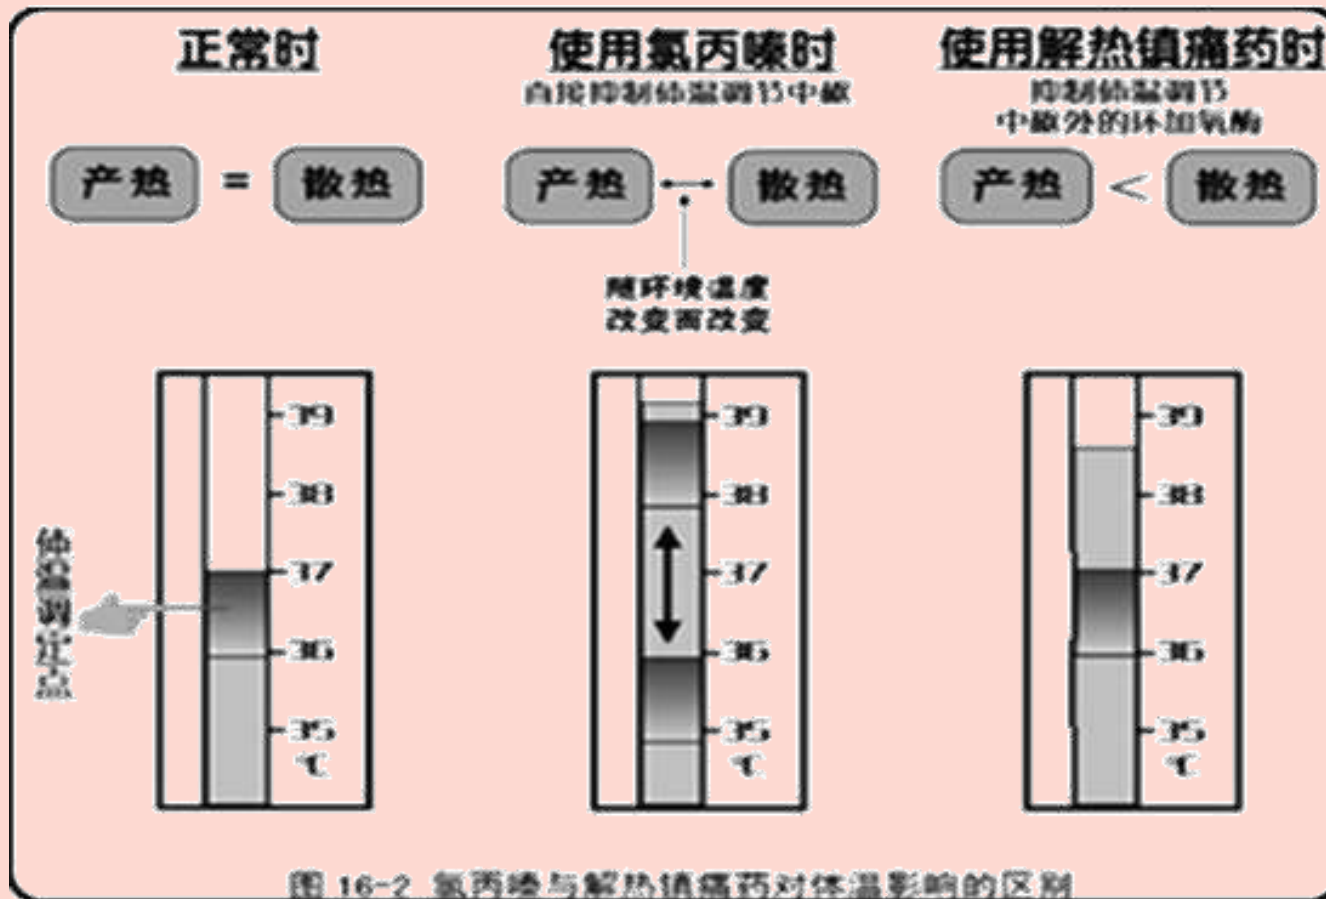 正常时
使用氯丙嗪时
直接抑制体温调节中枢
使用解热镇痛药时
抑制体温调节
中枢处的环加氧酶
产热 = 散热
产热 散热
产热 < 散热
随环境温度
改变而改变
39
38
37
36
35
℃
39
38
37
36
35
℃
39
38
37
36
35
℃
体温调定点
图 16-2 氯丙嗪与解热镇痛药对体温影响的区别